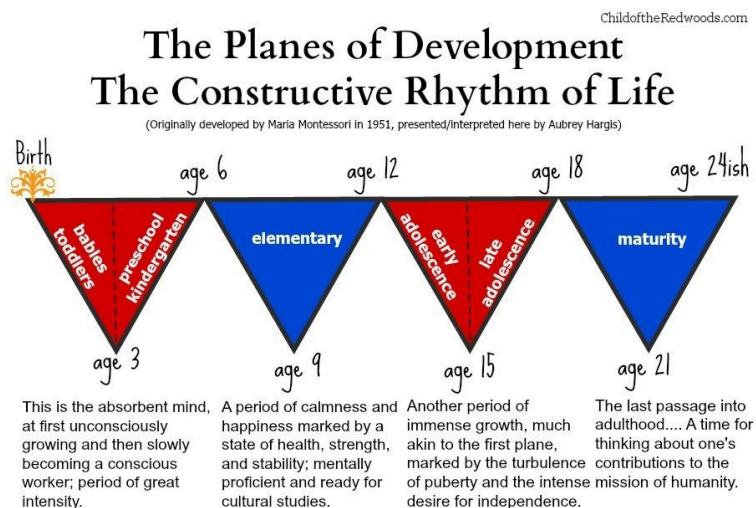 ChildoftheRedwoods.com
The Planes of Development
The Constructive Rhythm of Life
(Originally developed by Maria Montessori in 1951, presented/interpreted here by Aubrey Hargis)
Birth
age 6
age 12
age 18
age 24ish
babies
toddlers
preschool
kindergarten
elementary
early
adolescence
late
adolescence
maturity
age 3
age 9
age 15
age 21
This is the absorbent mind,
at first unconsciously
growing and then slowly
becoming a conscious
worker; period of great
intensity.
A period of calmness and
happiness marked by a
state of health, strength,
and stability; mentally
proficient and ready for
cultural studies.
Another period of
immense growth, much
akin to the first plane,
marked by the turbulence
of puberty and the intense
desire for independence.
The last passage into
adulthood.... A time for
thinking about one's
contributions to the
mission of humanity.